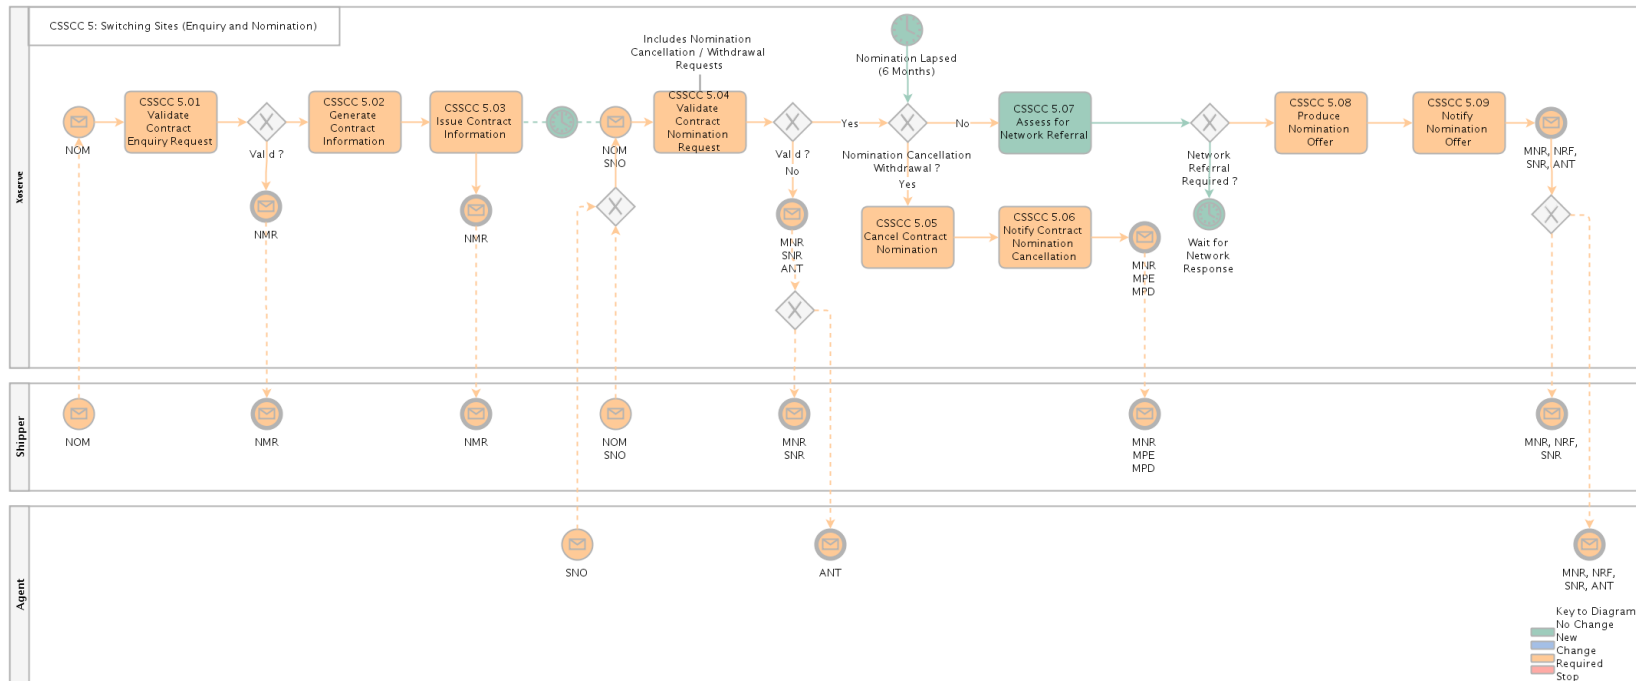 CSSCC 5: Switching Sites (Enquiry and Nomination)
Xoserve
NOM
CSSCC 5.01
Validate
Contract
Enquiry Request
Valid ?
NMR
CSSCC 5.02
Generate
Contract
Information
CSSCC 5.03
Issue Contract
Information
NMR
NOM
SNO
Includes Nomination
Cancellation / Withdrawal
Requests
CSSCC 5.04
Validate
Contract
Nomination
Request
Valid ?
No
Yes
MNR
SNR
ANT
Nomination Lapsed
(6 Months)
Nomination Cancellation
Withdrawal ?
Yes
No
CSSCC 5.05
Cancel Contract
Nomination
CSSCC 5.06
Notify Contract
Nomination
Cancellation
MNR
MPE
MPD
CSSCC 5.07
Assess for
Network Referral
Network
Referral
Required ?
Wait for
Network
Response
CSSCC 5.08
Produce
Nomination
Offer
CSSCC 5.09
Notify
Nomination
Offer
MNR, NRF,
SNR, ANT
Shipper
NOM
NMR
NMR
NOM
SNO
MNR
SNR
MNR
MPE
MPD
MNR, NRF,
SNR
Agent
SNO
ANT
MNR, NRF,
SNR, ANT
Key to Diagram
No Change
New
Change
Required
Stop